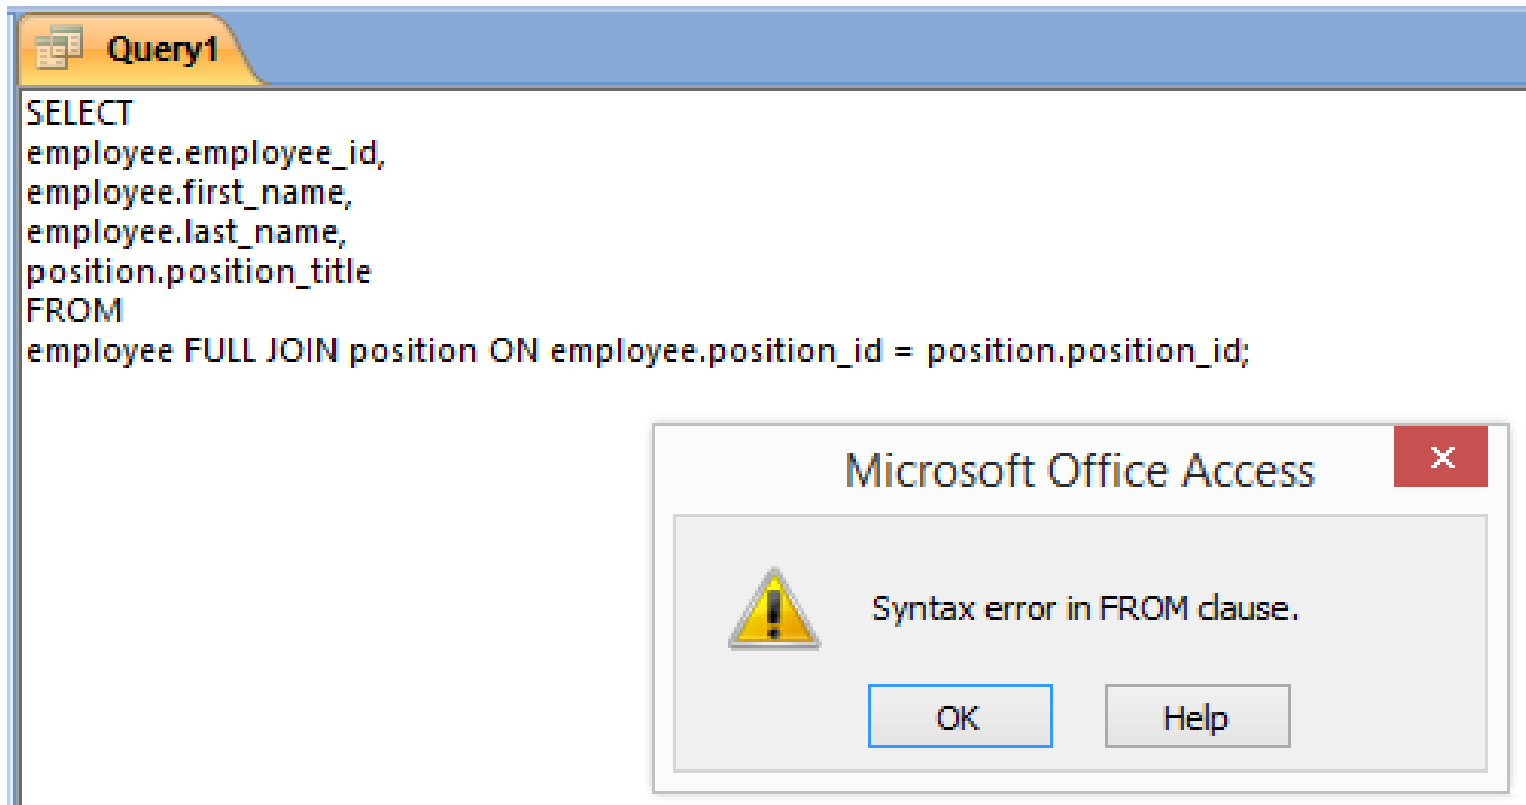 Query1
SELECT
employee.employee_id,
employee.first_name,
employee.last_name,
position.position_title
FROM
employee FULL JOIN position ON employee.position_id = position.position_id;
Microsoft Office Access
Syntax error in FROM clause.
OK
Help